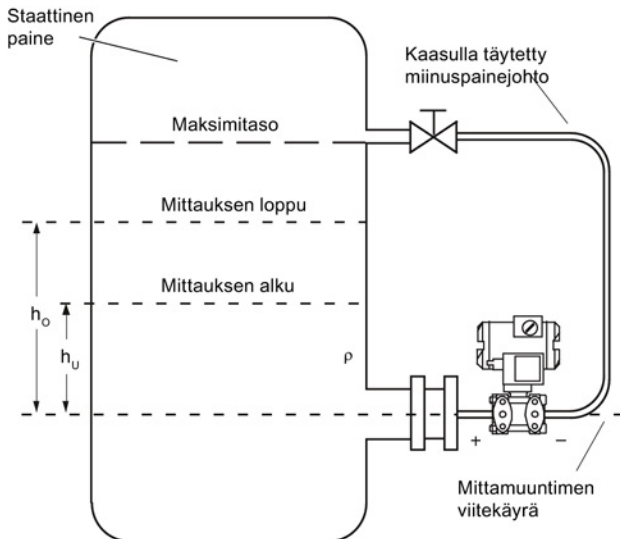 Staattinen
paine
Kaasulla täytetty
miinuspainejohto
Maksimitaso
Mittauksen loppu
Mittauksen alku
hO
hU
ρ
+
–
Mittamuuntimen
viitekäyrä